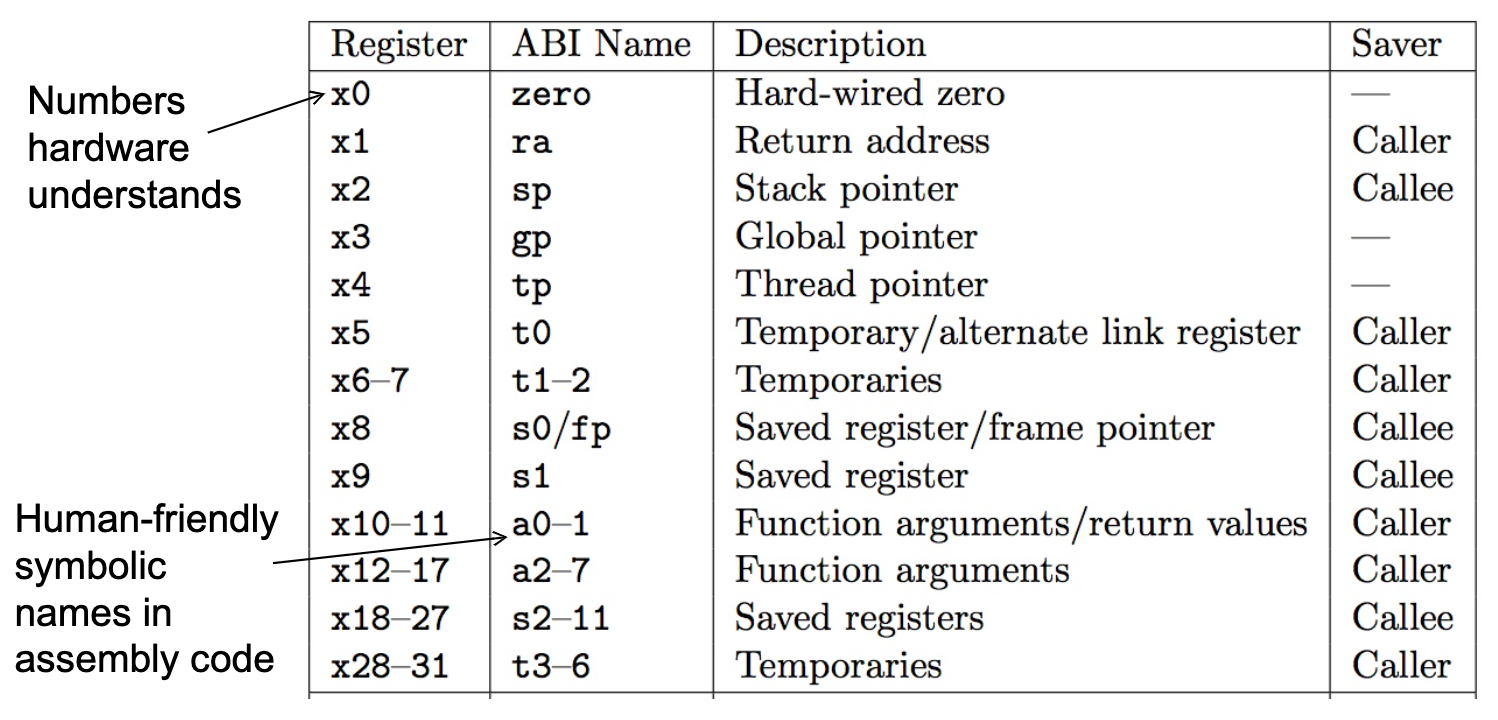 Numbers
hardware
understands
Human-friendly
symbolic
names in
assembly code
Register ABI Name Description Saver
x0 zero Hard-wired zero —
x1 ra Return address Caller
x2 sp Stack pointer Callee
x3 gp Global pointer —
x4 tp Thread pointer —
x5 t0 Temporary/alternate link register Caller
x6–7 t1–2 Temporaries Caller
x8 s0/fp Saved register/frame pointer Callee
x9 s1 Saved register Callee
x10–11 a0–1 Function arguments/return values Caller
x12–17 a2–7 Function arguments Caller
x18–27 s2–11 Saved registers Callee
x28–31 t3–6 Temporaries Caller